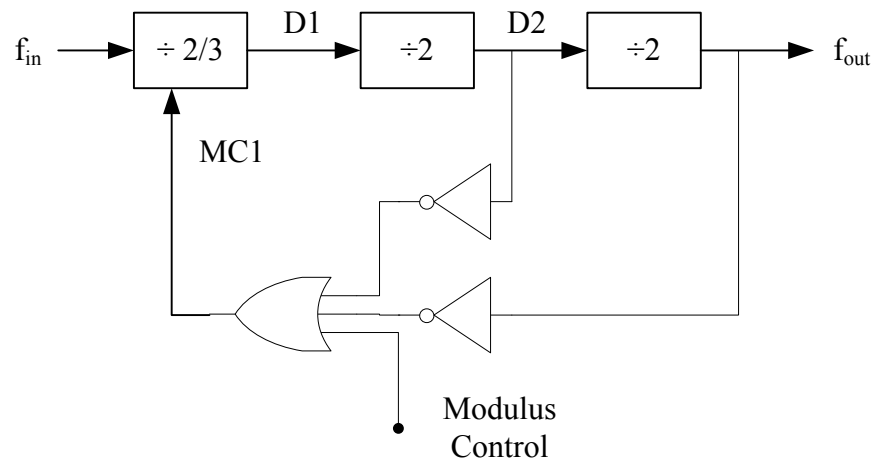 D1
D2
f_in
÷ 2/3
÷2
÷2
f_out
MC1
Modulus
Control